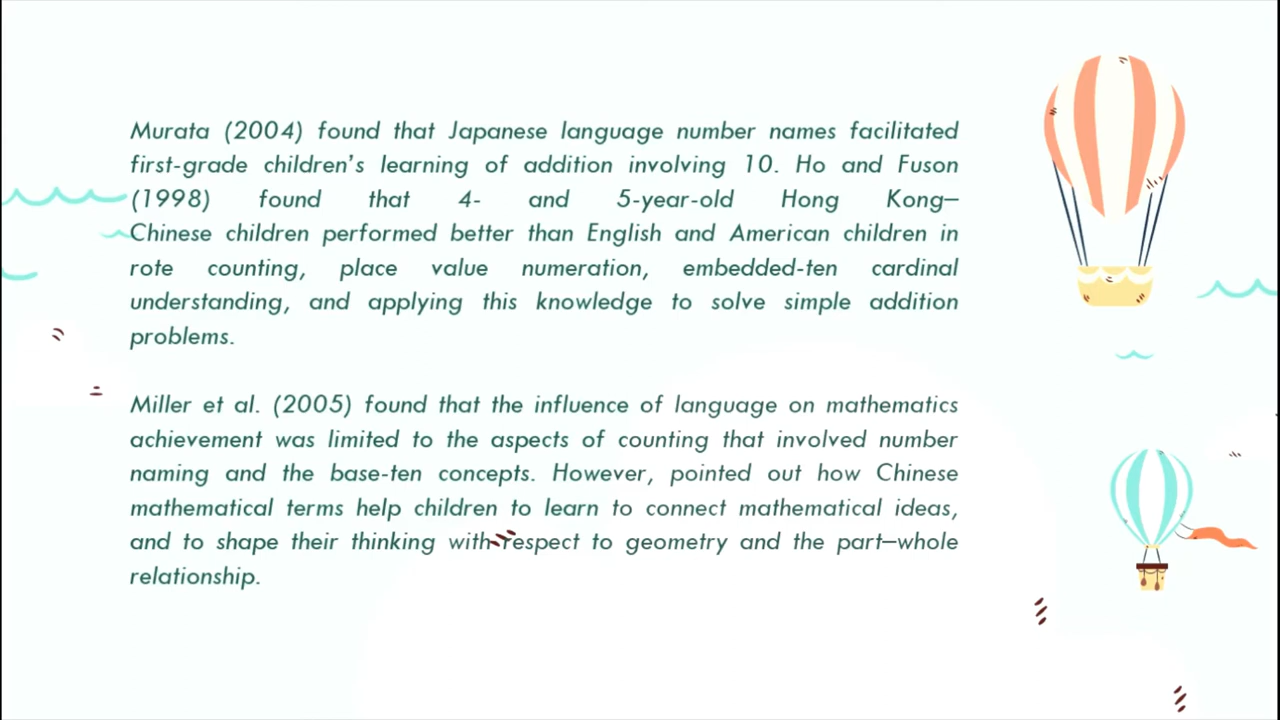 Murata (2004) found that Japanese language number names facilitated
first-grade children's learning of addition involving 10. Ho and Fuson
(1998) found that 4- and 5-year-old Hong Kong–
Chinese children performed better than English and American children in
rote counting, place value numeration, embedded-ten cardinal
understanding, and applying this knowledge to solve simple addition
problems.
Miller et al. (2005) found that the influence of language on mathematics
achievement was limited to the aspects of counting that involved number
naming and the base-ten concepts. However, pointed out how Chinese
mathematical terms help children to learn to connect mathematical ideas,
and to shape their thinking with respect to geometry and the part–whole
relationship.